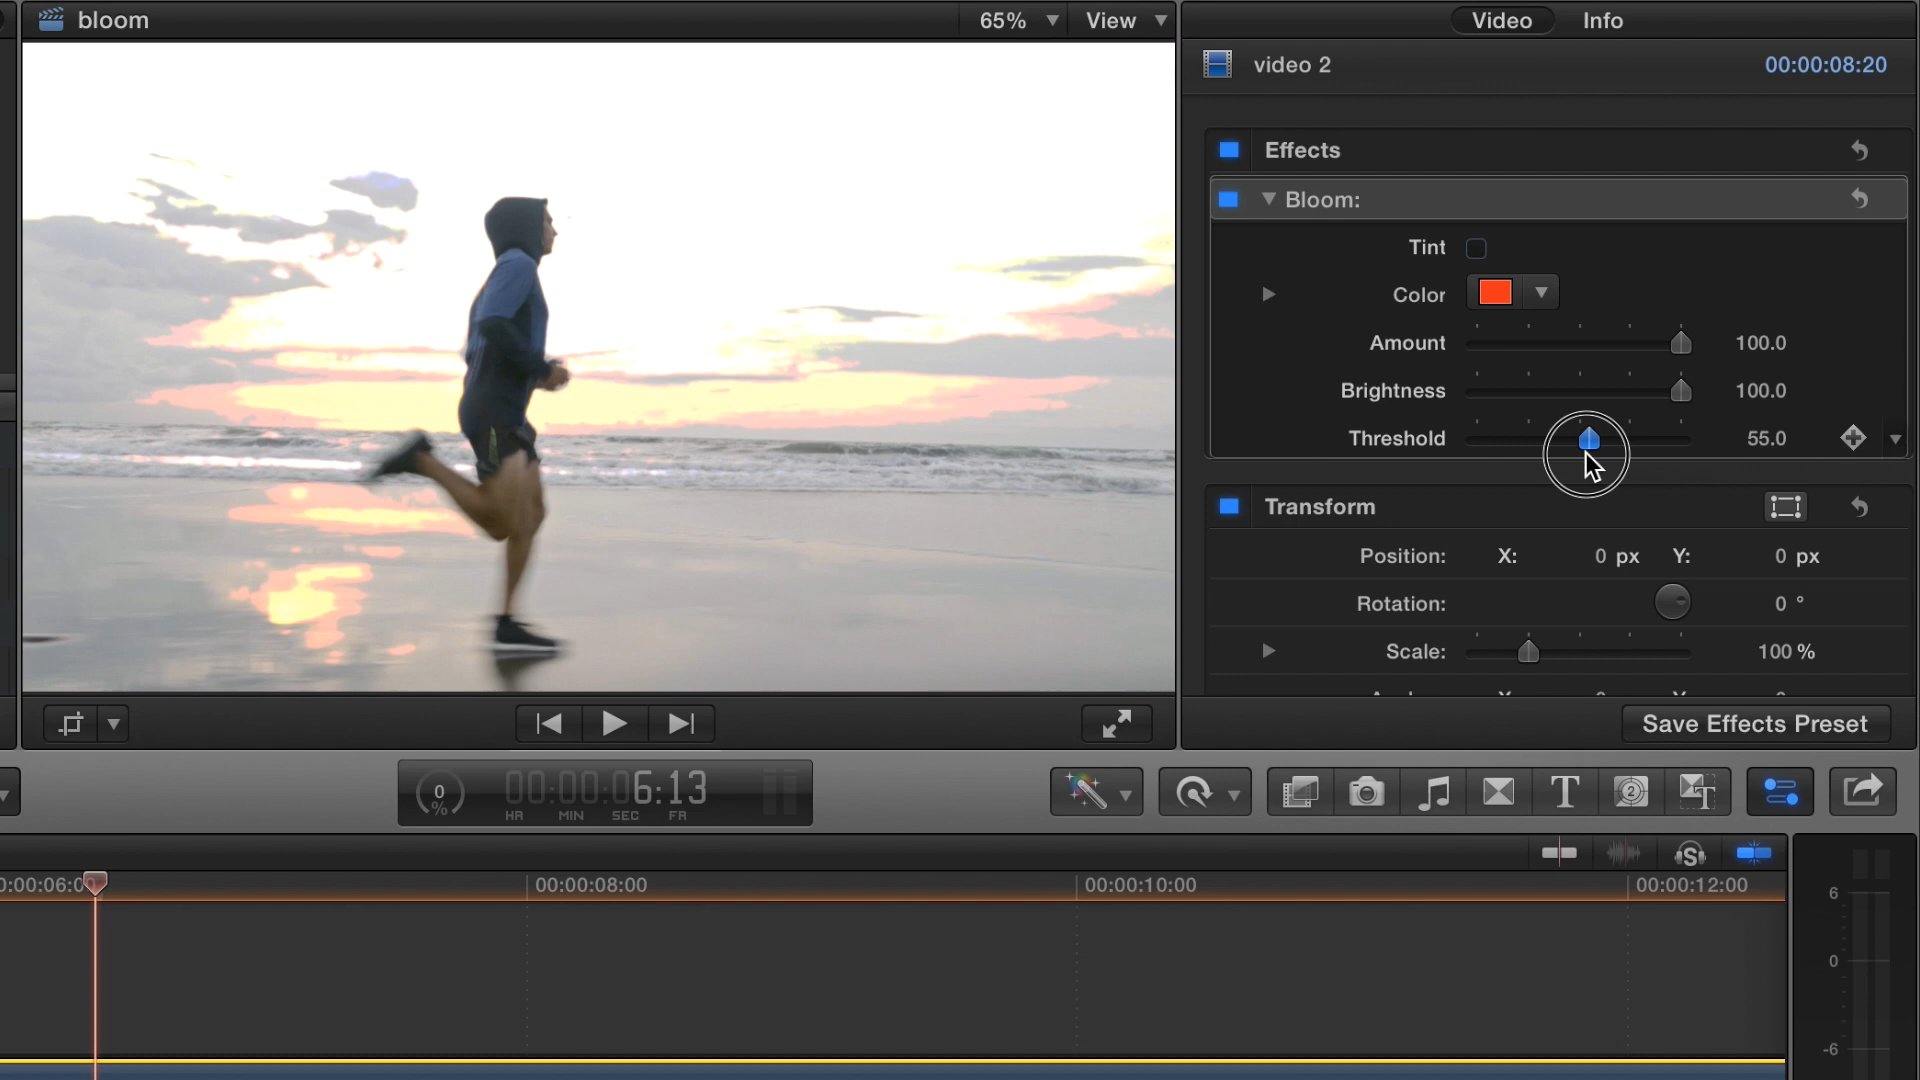 bloom
65%
View
Video
Info
video 2
00:00:08:20
Effects
Bloom:
Tint
Color
Amount
100.0
Brightness
100.0
Threshold
55.0
Transform
Position:
X:
0 px
Y:
0 px
Rotation:
0 °
Scale:
100 %
Save Effects Preset
0
%
00:00:06:13
HR
MIN
SEC
FR
T
2
T
S
00:00:08:00
00:00:10:00
00:00:12:00
6
0
-6